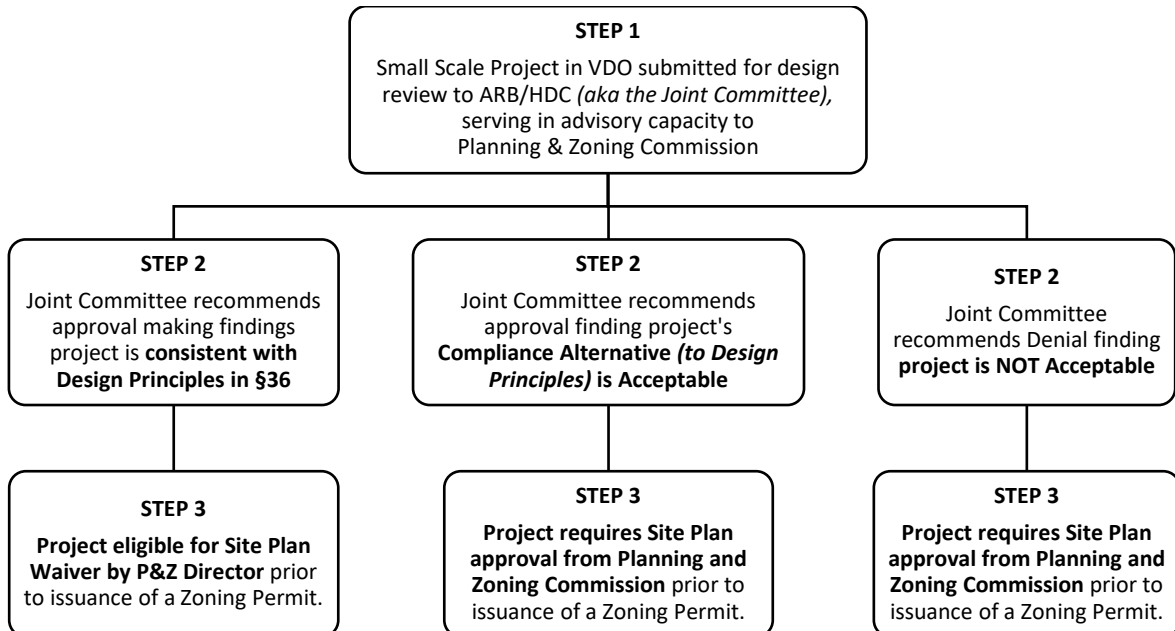 STEP 1
Small Scale Project in VDO submitted for design
review to ARB/HDC (aka the Joint Committee),
serving in advisory capacity to
Planning & Zoning Commission
STEP 2
Joint Committee recommends
approval making findings
project is consistent with
Design Principles in §36
STEP 2
Joint Committee recommends
approval finding project's
Compliance Alternative (to Design
Principles) is Acceptable
STEP 2
Joint Committee
recommends Denial finding
project is NOT Acceptable
STEP 3
Project eligible for Site Plan
Waiver by P&Z Director prior
to issuance of a Zoning Permit.
STEP 3
Project requires Site Plan
approval from Planning and
Zoning Commission prior to
issuance of a Zoning Permit.
STEP 3
Project requires Site Plan
approval from Planning and
Zoning Commission prior to
issuance of a Zoning Permit.